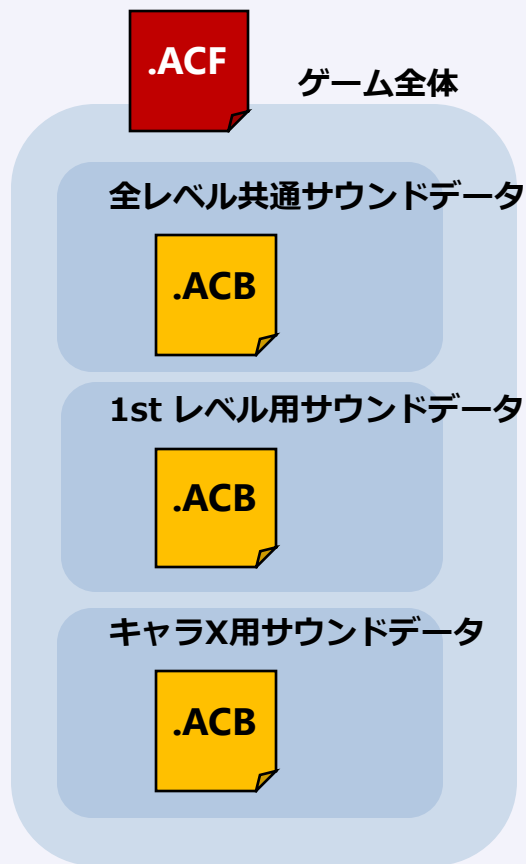 .ACF
ゲーム全体
全レベル共通サウンドデータ
.ACB
1st レベル用サウンドデータ
.ACB
キャラX用サウンドデータ
.ACB